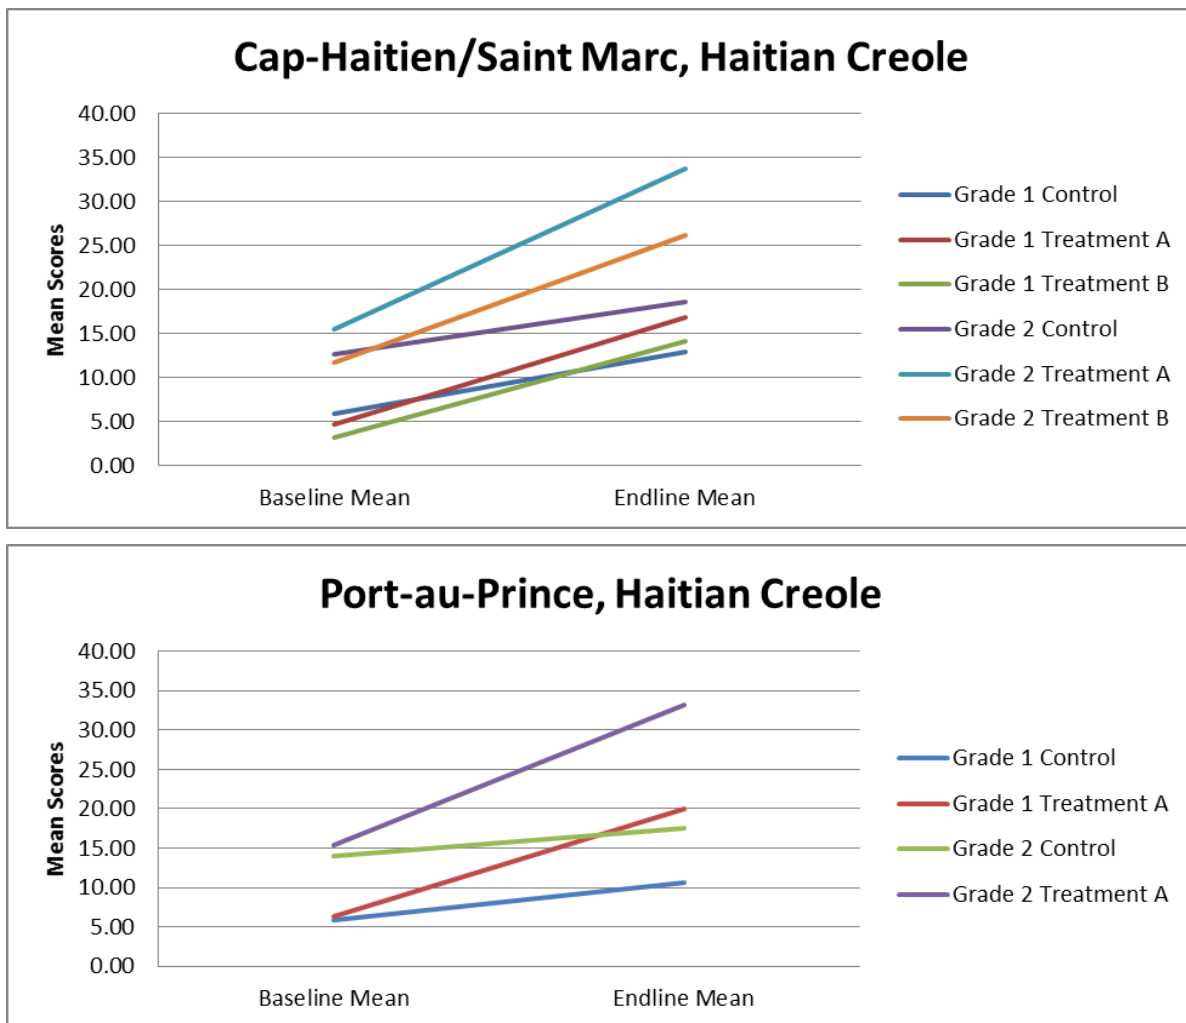 Cap-Haitien/Saint Marc, Haitian Creole
40.00
35.00
30.00
25.00
20.00
15.00
10.00
5.00
0.00
Mean Scores
Baseline Mean
Endline Mean
Grade 1 Control
Grade 1 Treatment A
Grade 1 Treatment B
Grade 2 Control
Grade 2 Treatment A
Grade 2 Treatment B
Port-au-Prince, Haitian Creole
40.00
35.00
30.00
25.00
20.00
15.00
10.00
5.00
0.00
Mean Scores
Baseline Mean
Endline Mean
Grade 1 Control
Grade 1 Treatment A
Grade 2 Control
Grade 2 Treatment A